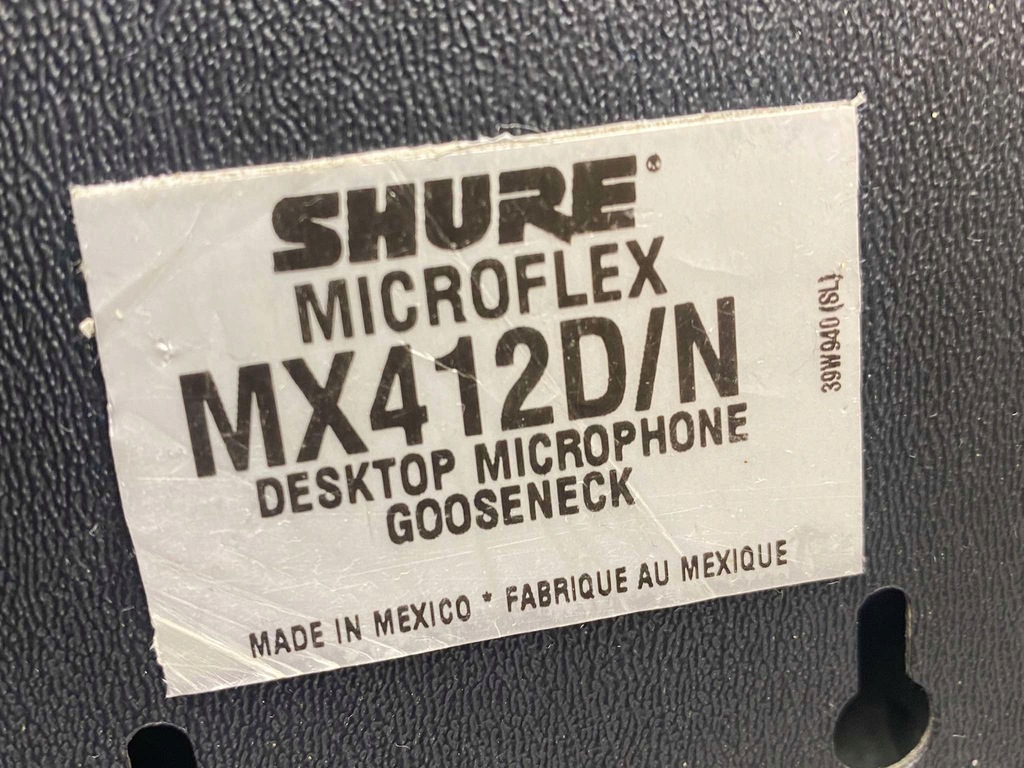 SHURE®
MICROFLEX
MX412D/N
DESKTOP MICROPHONE
GOOSENECK
MADE IN MEXICO * FABRIQUE AU MEXIQUE
39W940 (SL)